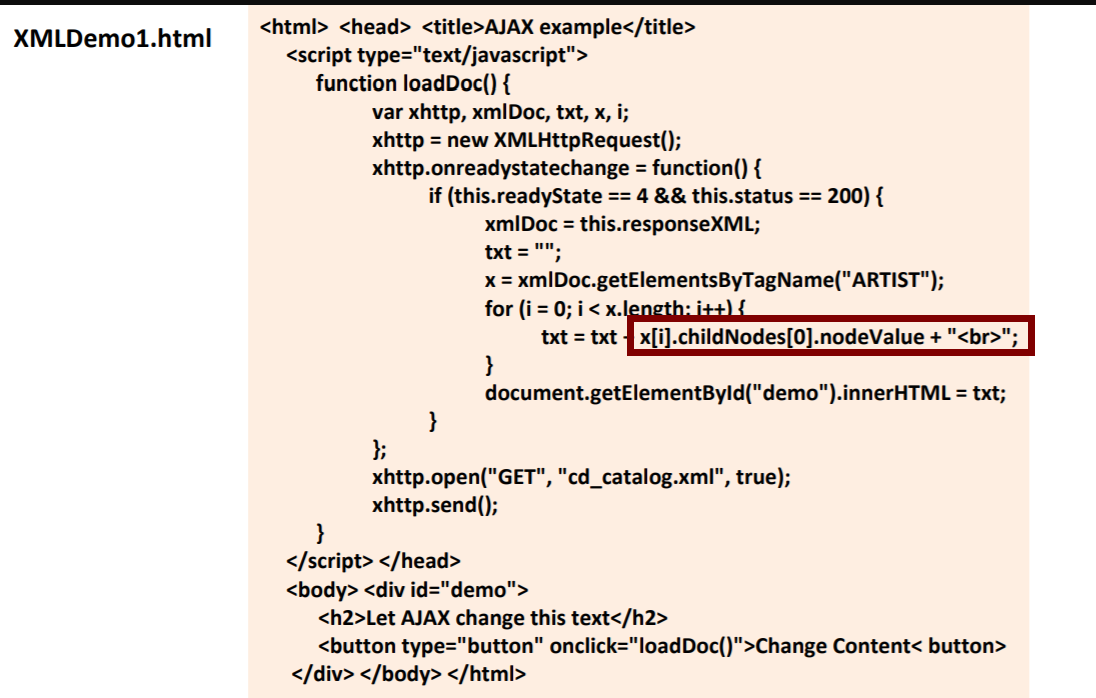 XMLDemo1.html
<html> <head> <title>AJAX example</title>
<script type="text/javascript">
function loadDoc() {
var xhttp, xmlDoc, txt, x, i;
xhttp = new XMLHttpRequest();
xhttp.onreadystatechange = function() {
if (this.readyState == 4 && this.status == 200) {
xmlDoc = this.responseXML;
txt = "";
x = xmlDoc.getElementsByTagName("ARTIST");
for (i = 0; i < x.length; i++) {
txt = txt + x[i].childNodes[0].nodeValue + "<br>";
}
document.getElementById("demo").innerHTML = txt;
}
};
xhttp.open("GET", "cd_catalog.xml", true);
xhttp.send();
}
</script> </head>
<body> <div id="demo">
<h2>Let AJAX change this text</h2>
<button type="button" onclick="loadDoc()">Change Content< button>
</div> </body> </html>